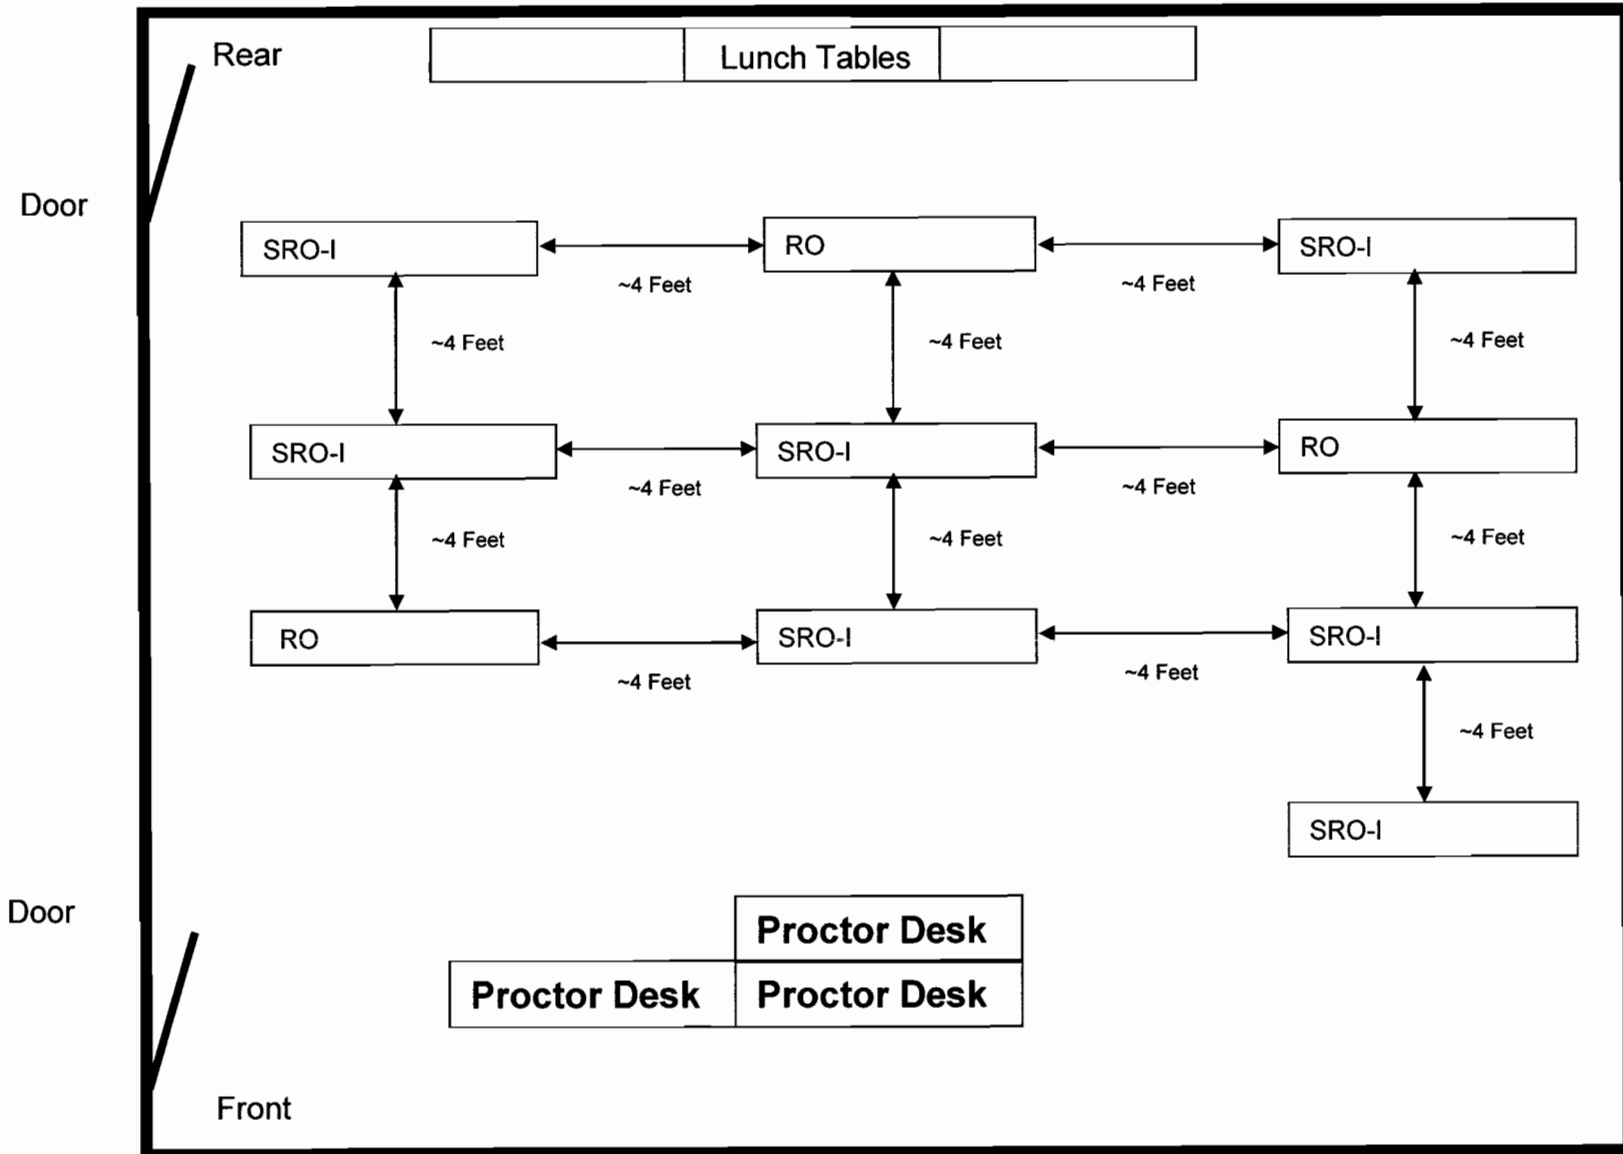 Rear
Lunch Tables
Door
SRO-I
RO
SRO-I
~4 Feet
~4 Feet
~4 Feet
~4 Feet
~4 Feet
SRO-I
SRO-I
RO
~4 Feet
~4 Feet
~4 Feet
~4 Feet
~4 Feet
RO
SRO-I
SRO-I
~4 Feet
~4 Feet
~4 Feet
SRO-I
Door
Proctor Desk
Proctor Desk
Proctor Desk
Front